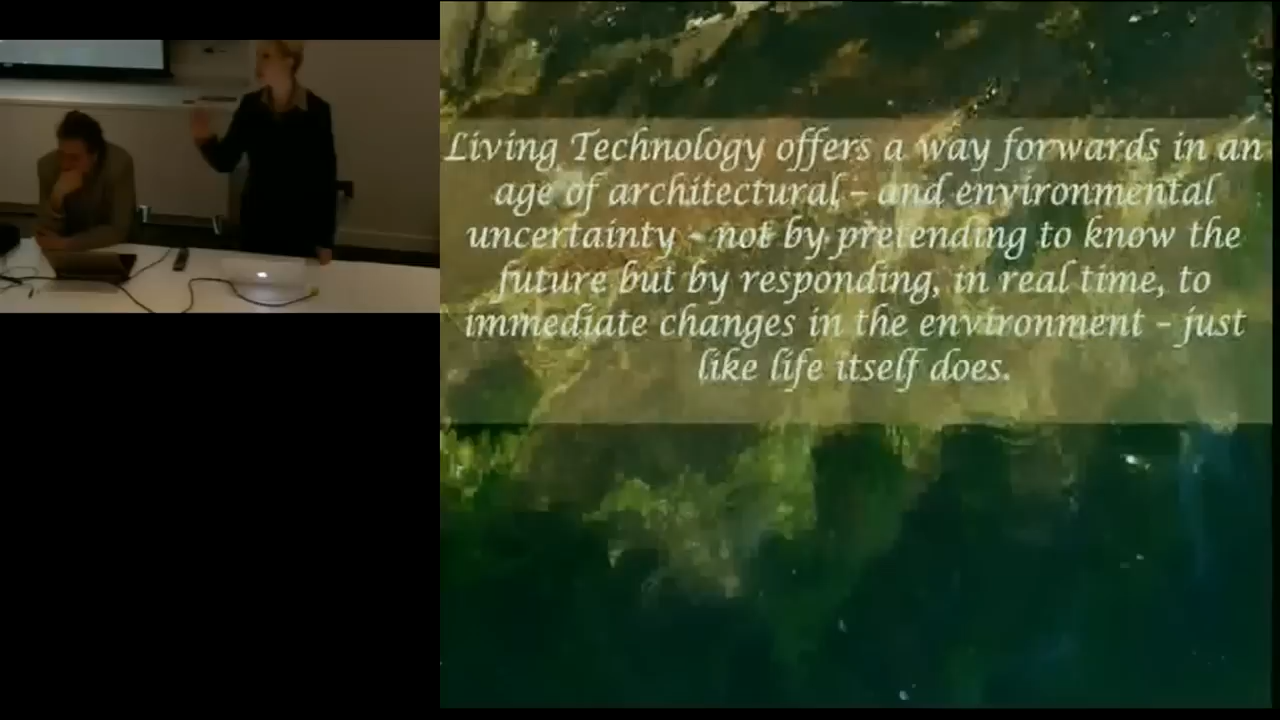 Living Technology offers a way forwards in an
age of architectural, - and environmental
uncertainty - not by pretending to know the
future but by responding, in real time, to
immediate changes in the environment - just
like life itself does.